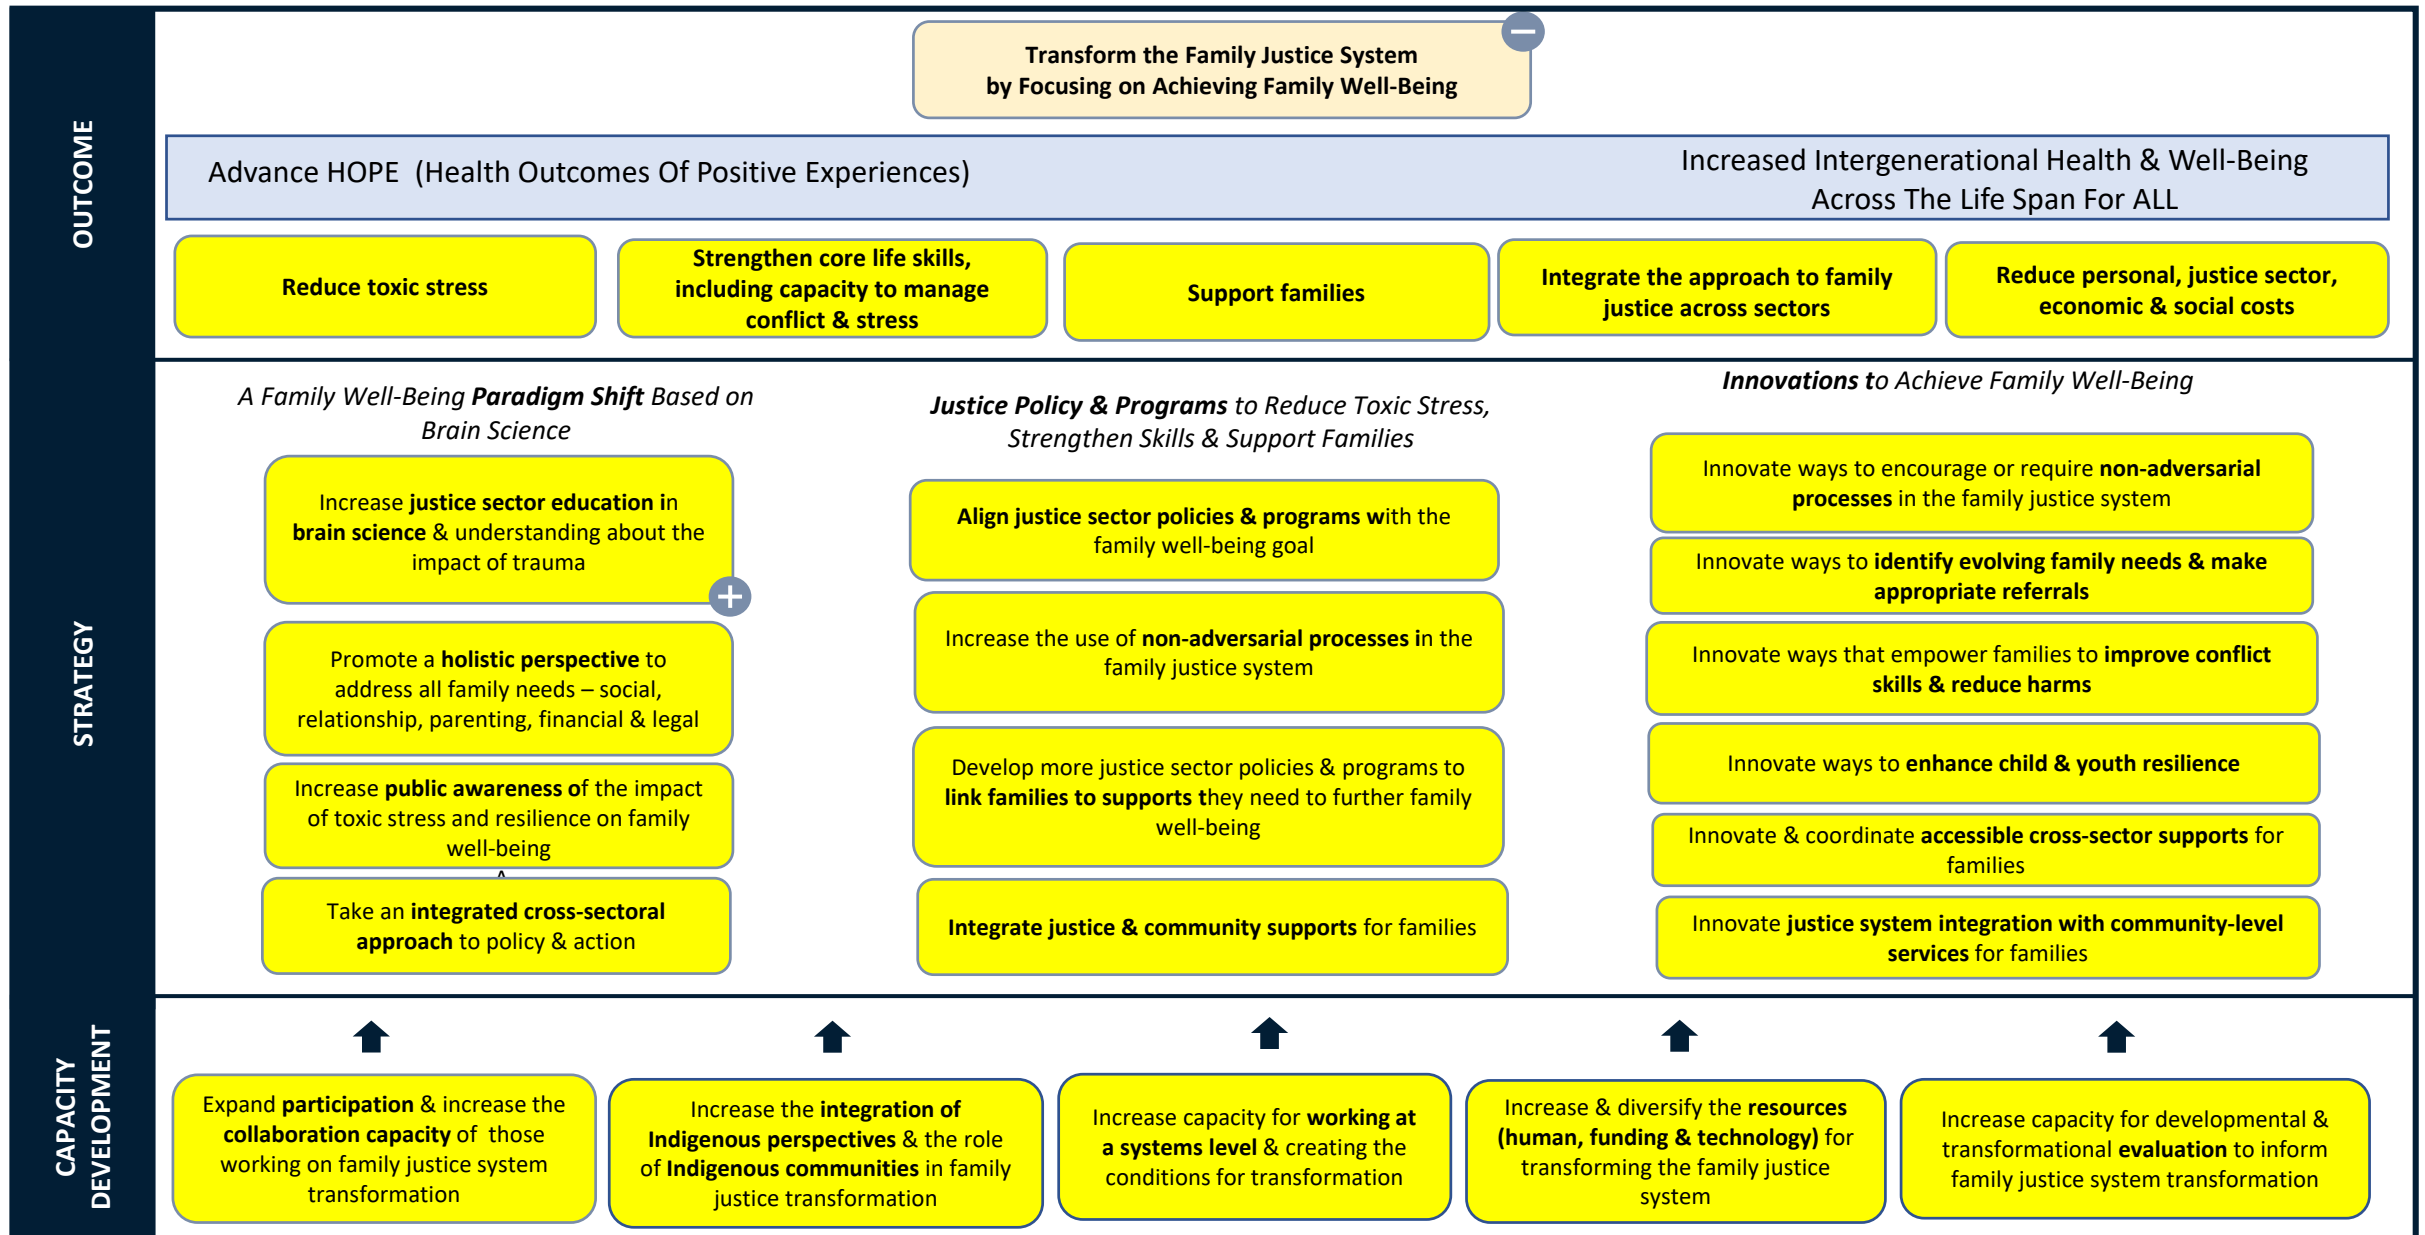 OUTCOME
Transform the Family Justice System
by Focusing on Achieving Family Well-Being
Advance HOPE (Health Outcomes Of Positive Experiences)
Increased Intergenerational Health & Well-Being
Across The Life Span For ALL
Reduce toxic stress
Strengthen core life skills,
including capacity to manage
conflict & stress
Support families
Integrate the approach to family
justice across sectors
Reduce personal, justice sector,
economic & social costs
STRATEGY
A Family Well-Being Paradigm Shift Based on
Brain Science
Increase justice sector education in
brain science & understanding about the
impact of trauma
Promote a holistic perspective to
address all family needs – social,
relationship, parenting, financial & legal
Increase public awareness of the impact
of toxic stress and resilience on family
well-being
Take an integrated cross-sectoral
approach to policy & action
Justice Policy & Programs to Reduce Toxic Stress,
Strengthen Skills & Support Families
Align justice sector policies & programs with the
family well-being goal
Increase the use of non-adversarial processes in the
family justice system
Develop more justice sector policies & programs to
link families to supports they need to further family
well-being
Integrate justice & community supports for families
Innovations to Achieve Family Well-Being
Innovate ways to encourage or require non-adversarial
processes in the family justice system
Innovate ways to identify evolving family needs & make
appropriate referrals
Innovate ways that empower families to improve conflict
skills & reduce harms
Innovate ways to enhance child & youth resilience
Innovate & coordinate accessible cross-sector supports for
families
Innovate justice system integration with community-level
services for families
CAPACITY
DEVELOPMENT
Expand participation & increase the
collaboration capacity of those
working on family justice system
transformation
Increase the integration of
Indigenous perspectives & the role
of Indigenous communities in family
justice transformation
Increase capacity for working at
a systems level & creating the
conditions for transformation
Increase & diversify the resources
(human, funding & technology) for
transforming the family justice
system
Increase capacity for developmental &
transformational evaluation to inform
family justice system transformation